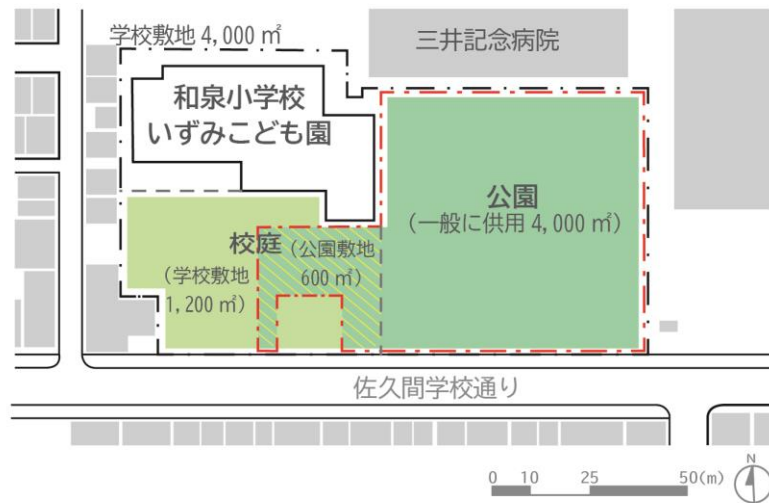 学校敷地 4,000 ㎡
三井記念病院
和泉小学校
いずみこども園
公園
(一般に供用 4,000 ㎡)
校庭
(公園敷地
600 ㎡)
(学校敷地
1,200 ㎡)
佐久間学校通り
0 10 25 50(m)
N